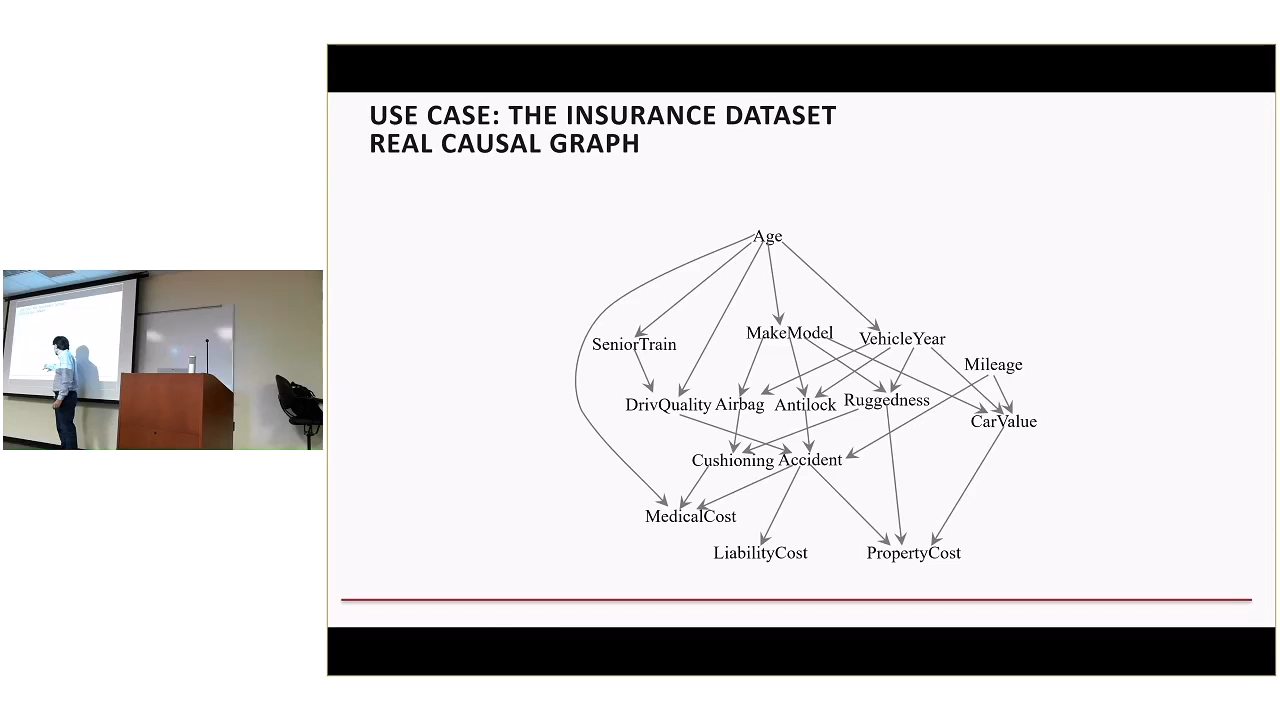 USE CASE: THE INSURANCE DATASET
REAL CAUSAL GRAPH
Age
SeniorTrain
MakeModel
VehicleYear
Mileage
DrivQuality
Airbag
Antilock
Ruggedness
CarValue
Cushioning
Accident
MedicalCost
LiabilityCost
PropertyCost